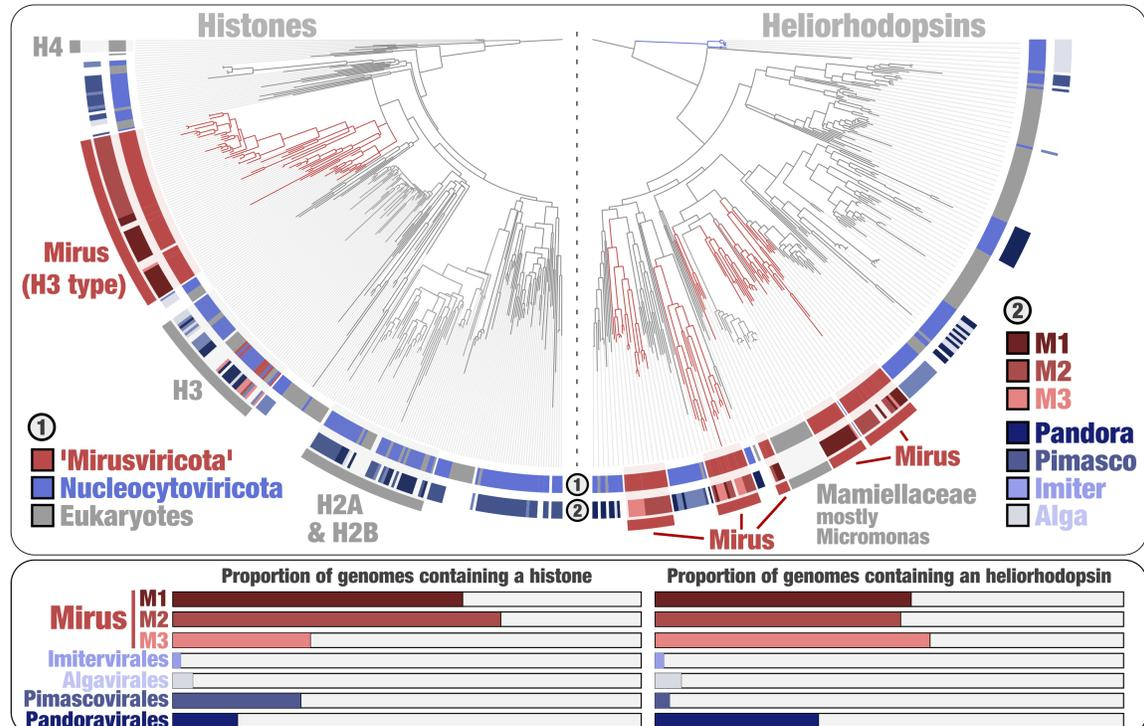 Histones
Heliorhodopsins
H4
Mirus
(H3 type)
H3
1
'Mirusviricota'
Nucleocytoviricota
Eukaryotes
H2A
& H2B
1
2
Mirus
Mirus
Mamiellaceae
mostly
Micromonas
2
M1
M2
M3
Pandora
Pimasco
Imiter
Alga
Proportion of genomes containing a histone
Proportion of genomes containing an heliorhodopsin
Mirus
M1
M2
M3
Imitervirales
Algavirales
Pimascovirales
Pandoravirales